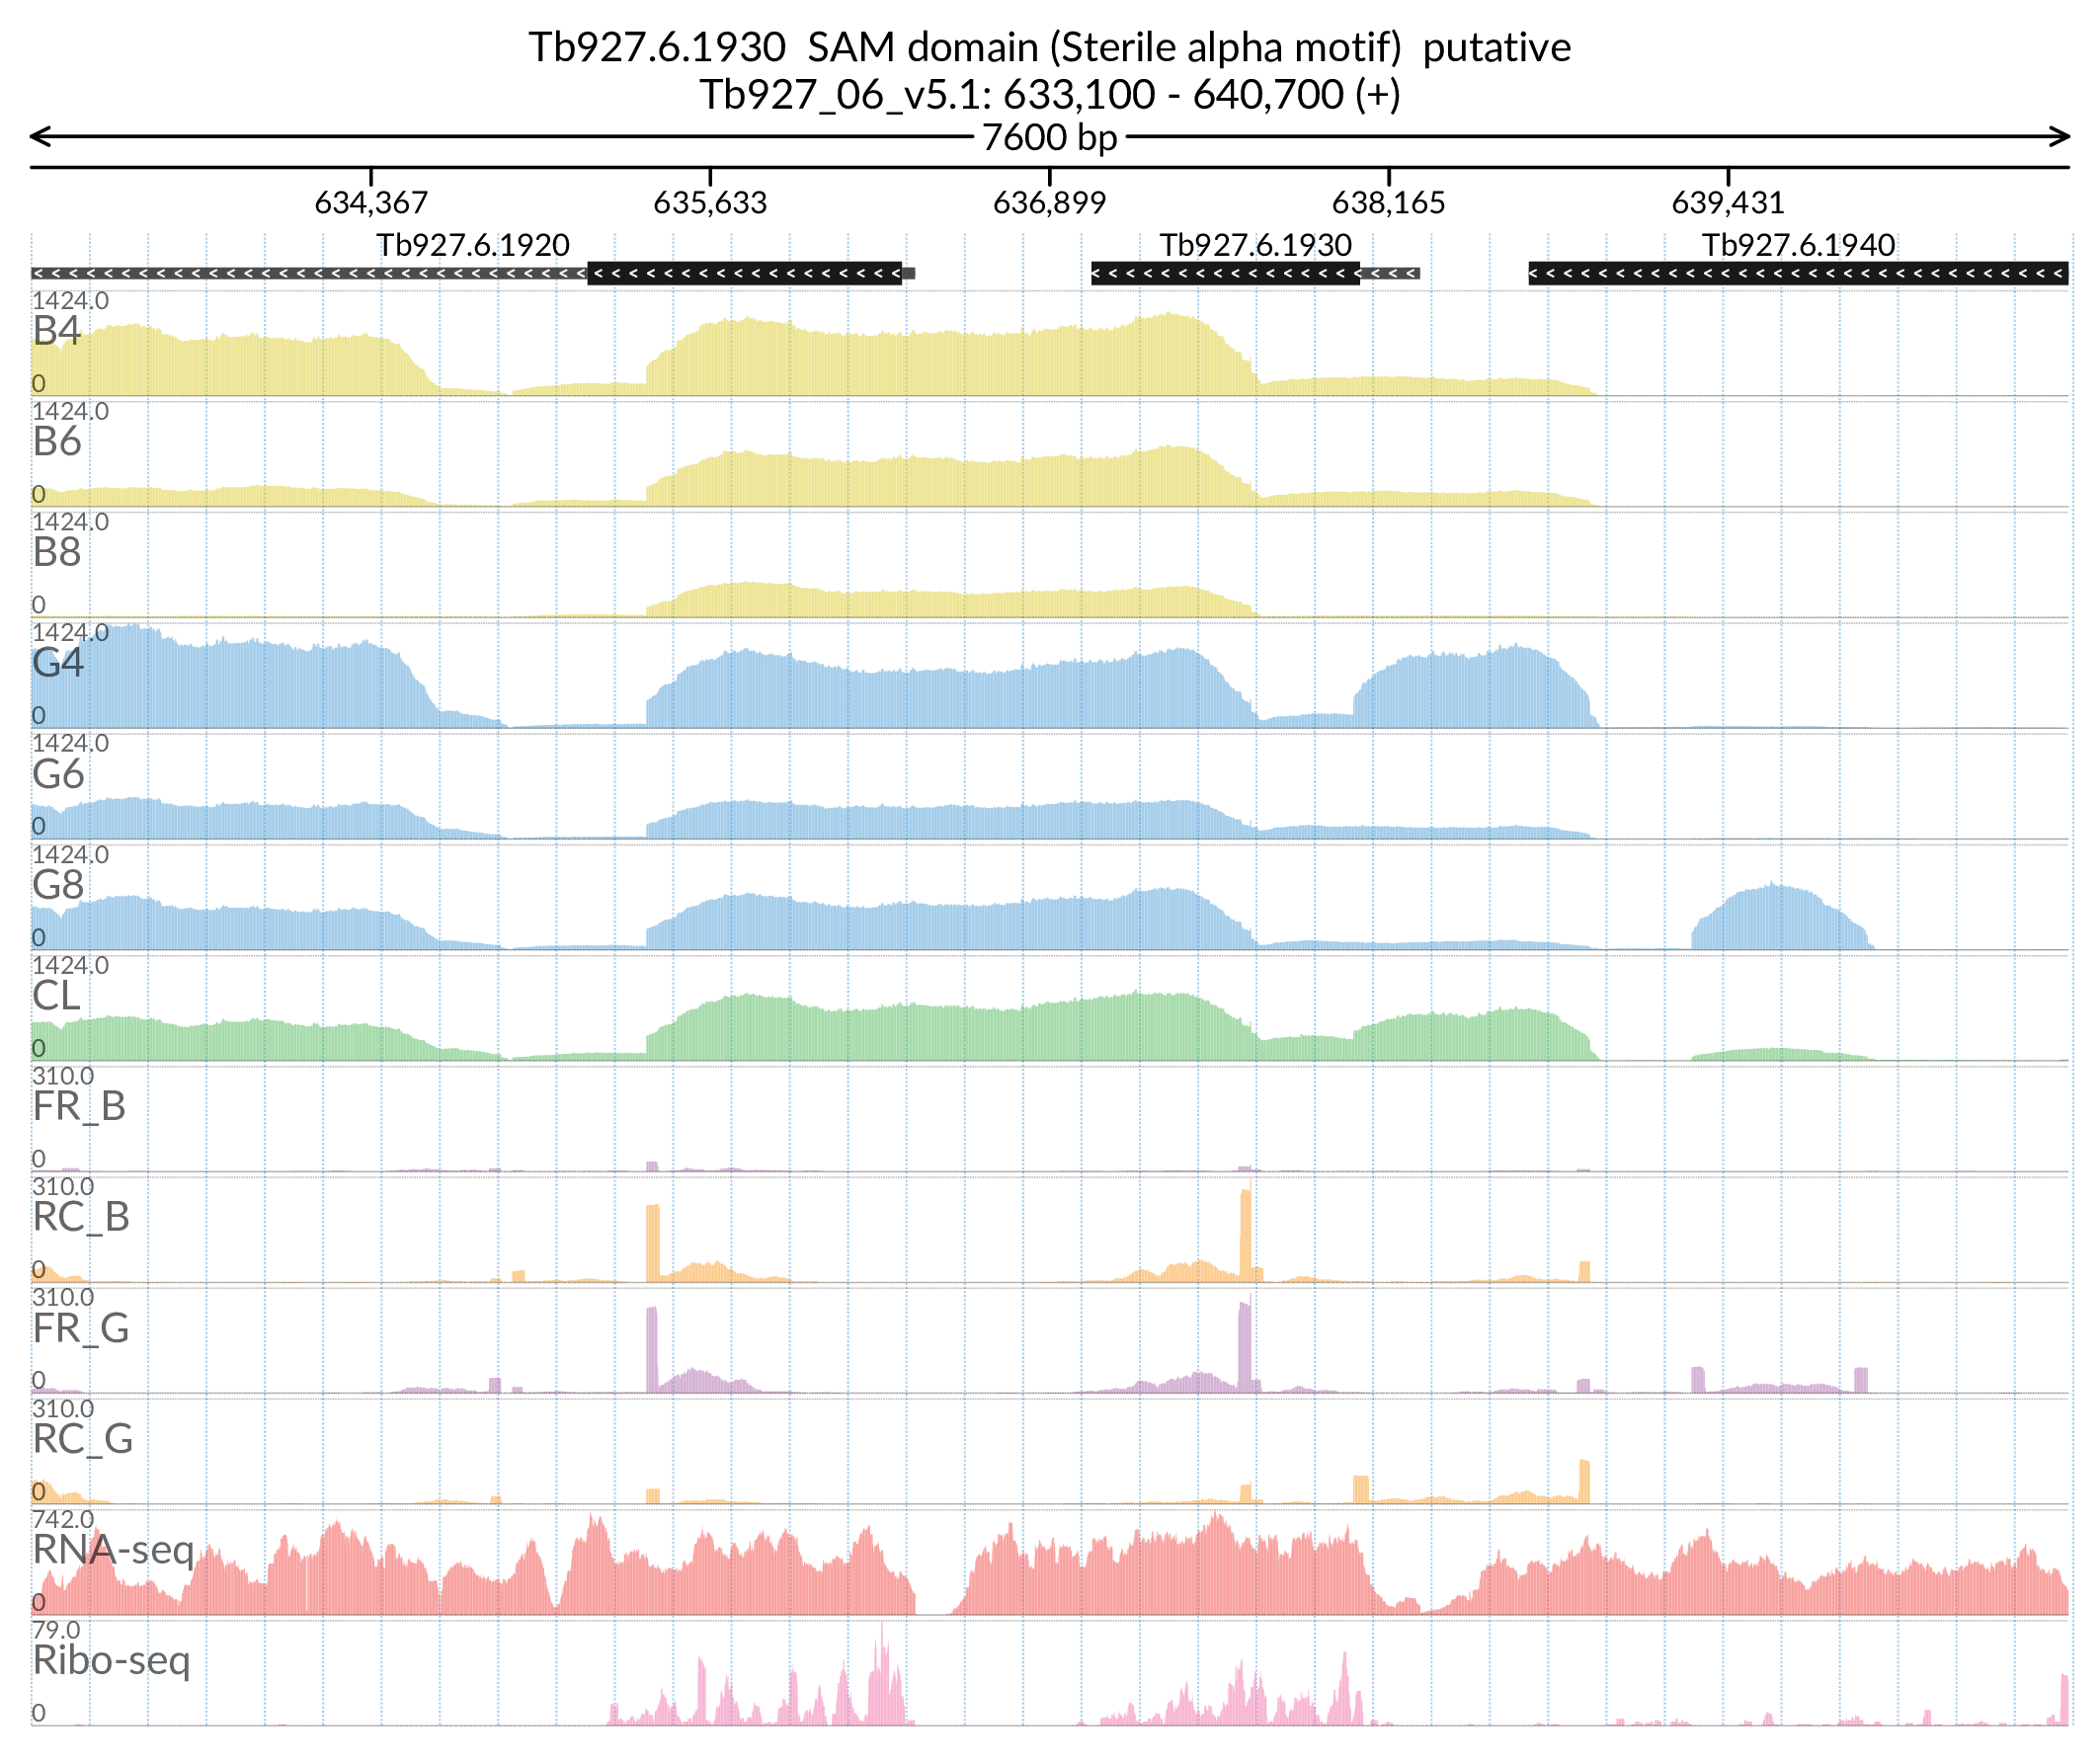 Tb927.6.1930  SAM domain (Sterile alpha motif)  putative
Tb927_06_v5.1: 633,100 - 640,700 (+)
7600 bp
634,367 635,633 636,899 638,165 639,431
Tb927.6.1920 Tb927.6.1930 Tb927.6.1940
1424.0
B4
0
1424.0
B6
0
1424.0
B8
0
1424.0
G4
0
1424.0
G6
0
1424.0
G8
0
1424.0
CL
0
310.0
FR_B
0
310.0
RC_B
0
310.0
FR_G
0
310.0
RC_G
0
742.0
RNA-seq
0
79.0
Ribo-seq
0